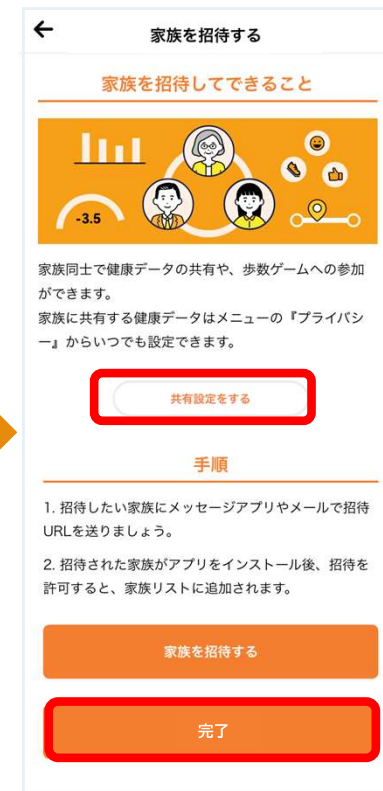 家族を招待する
家族を招待してできること
-3.5
家族同士で健康データの共有や、歩数ゲームへの参加
ができます。
家族に共有する健康データはメニューの『プライバシ
ー』からいつでも設定できます。
共有設定をする
手順
1. 招待したい家族にメッセージアプリやメールで招待
URLを送りましょう。
2. 招待された家族がアプリをインストール後、招待を
許可すると、家族リストに追加されます。
家族を招待する
完了